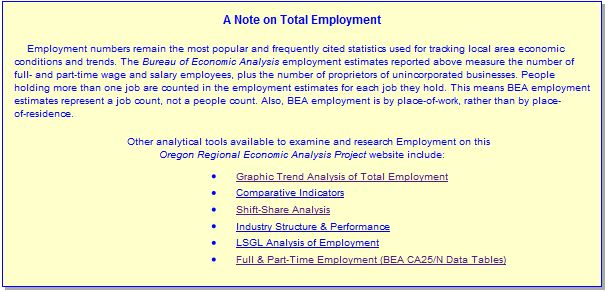 A Note on Total Employment
Employment numbers remain the most popular and frequently cited statistics used for tracking local area economic
conditions and trends. The Bureau of Economic Analysis employment estimates reported above measure the number of
full- and part-time wage and salary employees, plus the number of proprietors of unincorporated businesses. People
holding more than one job are counted in the employment estimates for each job they hold. This means BEA employment
estimates represent a job count, not a people count. Also, BEA employment is by place-of-work, rather than by place-
of-residence.
Other analytical tools available to examine and research Employment on this
Oregon Regional Economic Analysis Project website include:
• Graphic Trend Analysis of Total Employment
• Comparative Indicators
• Shift-Share Analysis
• Industry Structure & Performance
• LSGL Analysis of Employment
• Full & Part-Time Employment (BEA CA25/N Data Tables)